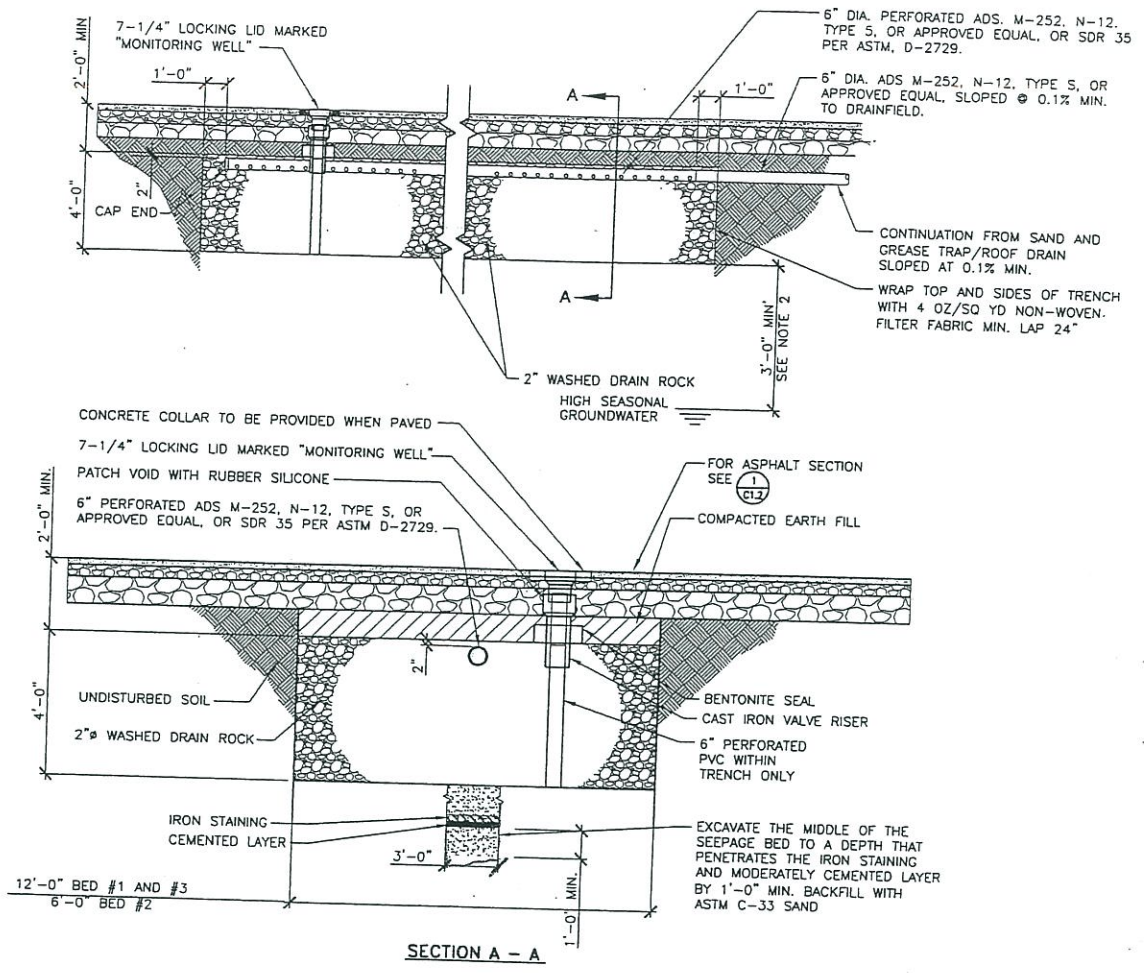 7-1/4" LOCKING LID MARKED
"MONITORING WELL"
6" DIA. PERFORATED ADS. M-252, N-12,
TYPE 5, OR APPROVED EQUAL, OR SDR 35
PER ASTM, D-2729.
6" DIA. ADS M-252, N-12, TYPE S, OR
APPROVED EQUAL, SLOPED @ 0.1% MIN.
TO DRAINFIELD.
2'-0" MIN
1'-0"
A
1'-0"
4'-0"
2"
CAP END
A
CONTINUATION FROM SAND AND
GREASE TRAP/ROOF DRAIN
SLOPED AT 0.1% MIN.
WRAP TOP AND SIDES OF TRENCH
WITH 4 OZ/SQ YD NON-WOVEN.
FILTER FABRIC MIN. LAP 24"
3'-0" MIN'
SEE NOTE 2
2" WASHED DRAIN ROCK
HIGH SEASONAL
GROUNDWATER
CONCRETE COLLAR TO BE PROVIDED WHEN PAVED
7-1/4" LOCKING LID MARKED "MONITORING WELL"
PATCH VOID WITH RUBBER SILICONE
6" PERFORATED ADS M-252, N-12, TYPE S, OR
APPROVED EQUAL, OR SDR 35 PER ASTM D-2729.
FOR ASPHALT SECTION
SEE 1
C1.2
COMPACTED EARTH FILL
2'-0" MIN.
4'-0"
2"
UNDISTURBED SOIL
2"ø WASHED DRAIN ROCK
BENTONITE SEAL
CAST IRON VALVE RISER
6" PERFORATED
PVC WITHIN
TRENCH ONLY
IRON STAINING
CEMENTED LAYER
3'-0"
1'-0" MIN.
EXCAVATE THE MIDDLE OF THE
SEEPAGE BED TO A DEPTH THAT
PENETRATES THE IRON STAINING
AND MODERATELY CEMENTED LAYER
BY 1'-0" MIN. BACKFILL WITH
ASTM C-33 SAND
12'-0" BED #1 AND #3
6'-0" BED #2
SECTION A - A